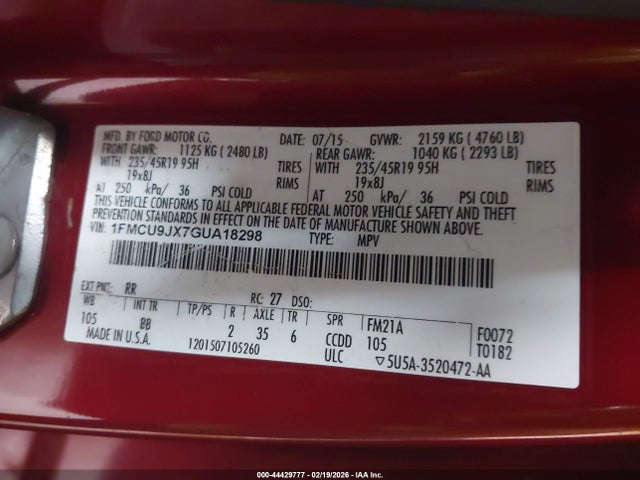 MFD. BY FORD MOTOR CO. DATE: 07/15 GVWR: 2159 KG ( 4760 LB)
FRONT GAWR: 1125 KG ( 2480 LB) REAR GAWR: 1040 KG ( 2293 LB)
WITH 235/45R19 95H TIRES WITH 235/45R19 95H TIRES
19x8J RIMS 19x8J RIMS
AT 250 kPa/ 36 PSI COLD AT 250 kPa/ 36 PSI COLD
THIS VEHICLE CONFORMS TO ALL APPLICABLE FEDERAL MOTOR VEHICLE SAFETY AND THEFT
PREVENTION STANDARDS IN EFFECT ON THE DATE OF MANUFACTURE SHOWN ABOVE.
VIN: 1FMCU9JX7GUA18298 TYPE: MPV
EXT PNT: RR RC: 27 DSO:
WB INT TR TP/PS R AXLE TR SPR FM21A F0072
105 8B 2 35 6 CCDD 105 T0182
MADE IN U.S.A. 1201507105260 ULC ▽5U5A-3520472-AA
000-44429777 - 02/19/2026 - IAA Inc.